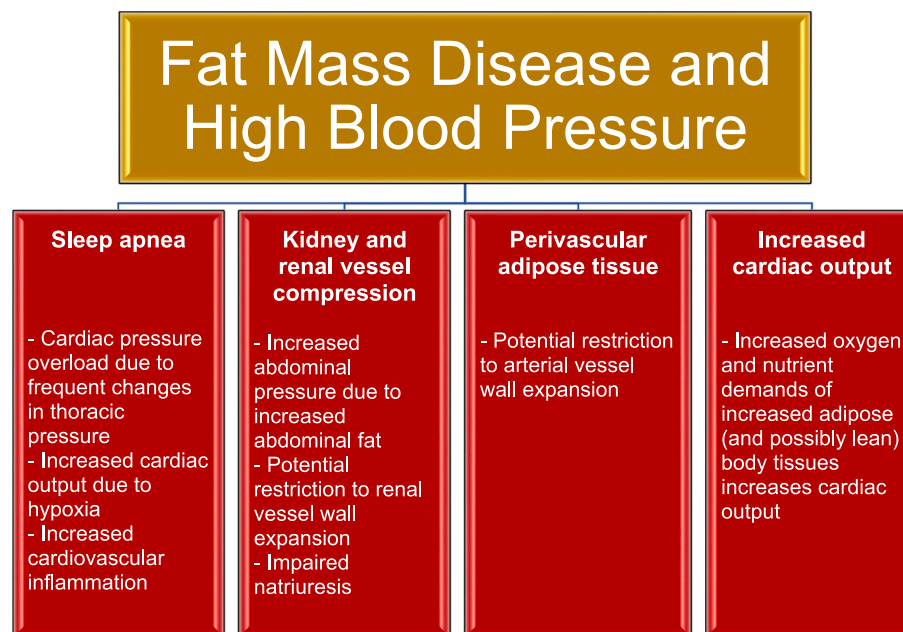 Fat Mass Disease and
High Blood Pressure
Sleep apnea
- Cardiac pressure
overload due to
frequent changes
in thoracic
pressure
- Increased cardiac
output due to
hypoxia
- Increased
cardiovascular
inflammation
Kidney and
renal vessel
compression
- Increased
abdominal
pressure due to
increased
abdominal fat
- Potential
restriction to renal
vessel wall
expansion
- Impaired
natriuresis
Perivascular
adipose tissue
- Potential restriction
to arterial vessel
wall expansion
Increased
cardiac output
- Increased oxygen
and nutrient
demands of
increased adipose
(and possibly lean)
body tissues
increases cardiac
output